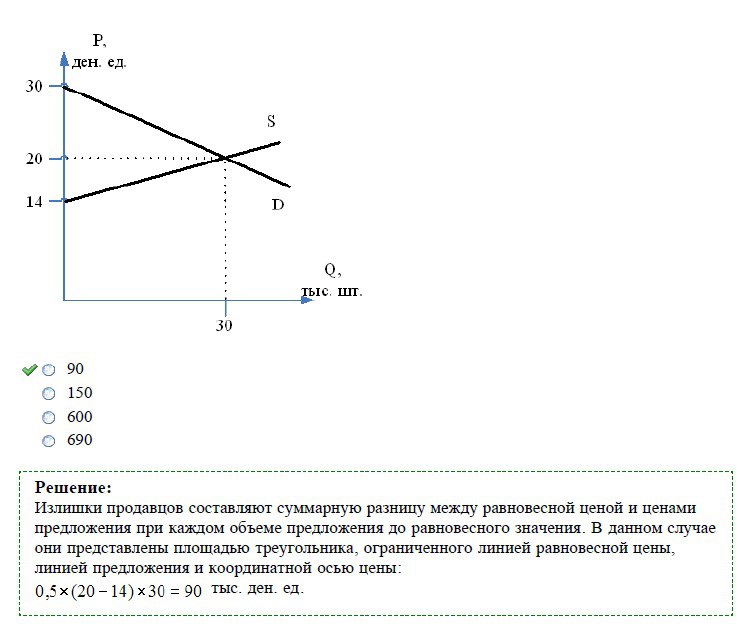 P,
ден. ед.
30
S
20
14
D
Q,
тыс. шт.
30
90
150
600
690
Решение:
Излишки продавцов составляют суммарную разницу между равновесной ценой и ценами
предложения при каждом объеме предложения до равновесного значения. В данном случае
они представлены площадью треугольника, ограниченного линией равновесной цены,
линией предложения и координатной осью цены:
0,5×(20−14)×30 = 90 тыс. ден. ед.